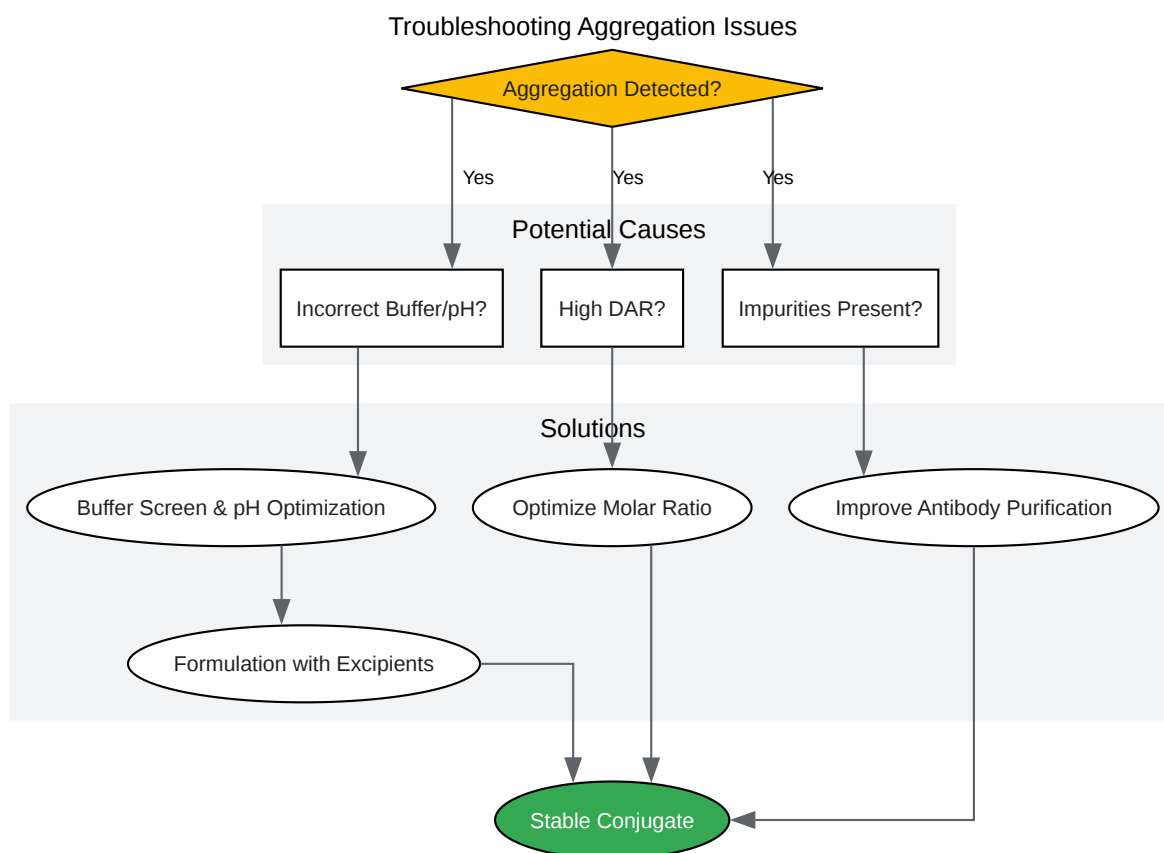 Troubleshooting Aggregation Issues
Aggregation Detected?
Yes
Yes
Yes
Potential Causes
Incorrect Buffer/pH?
High DAR?
Impurities Present?
Solutions
Buffer Screen & pH Optimization
Optimize Molar Ratio
Improve Antibody Purification
Formulation with Excipients
Stable Conjugate